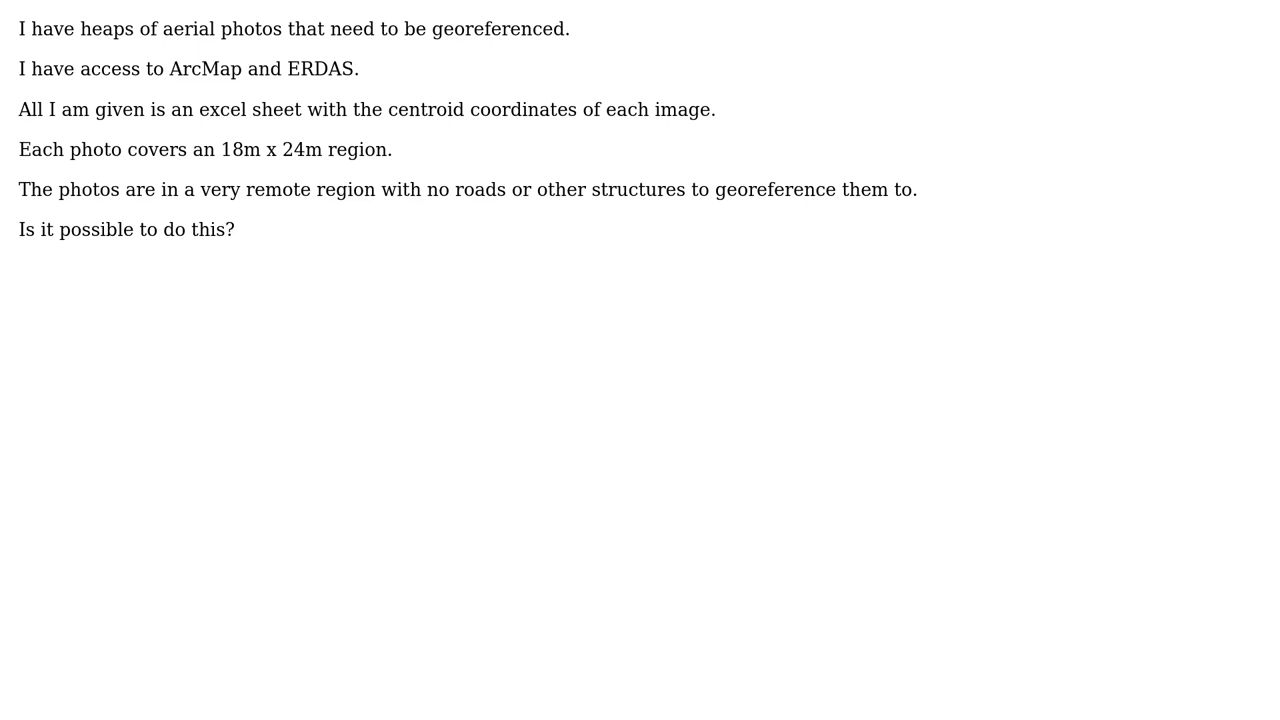 I have heaps of aerial photos that need to be georeferenced.
I have access to ArcMap and ERDAS.
All I am given is an excel sheet with the centroid coordinates of each image.
Each photo covers an 18m x 24m region.
The photos are in a very remote region with no roads or other structures to georeference them to.
Is it possible to do this?